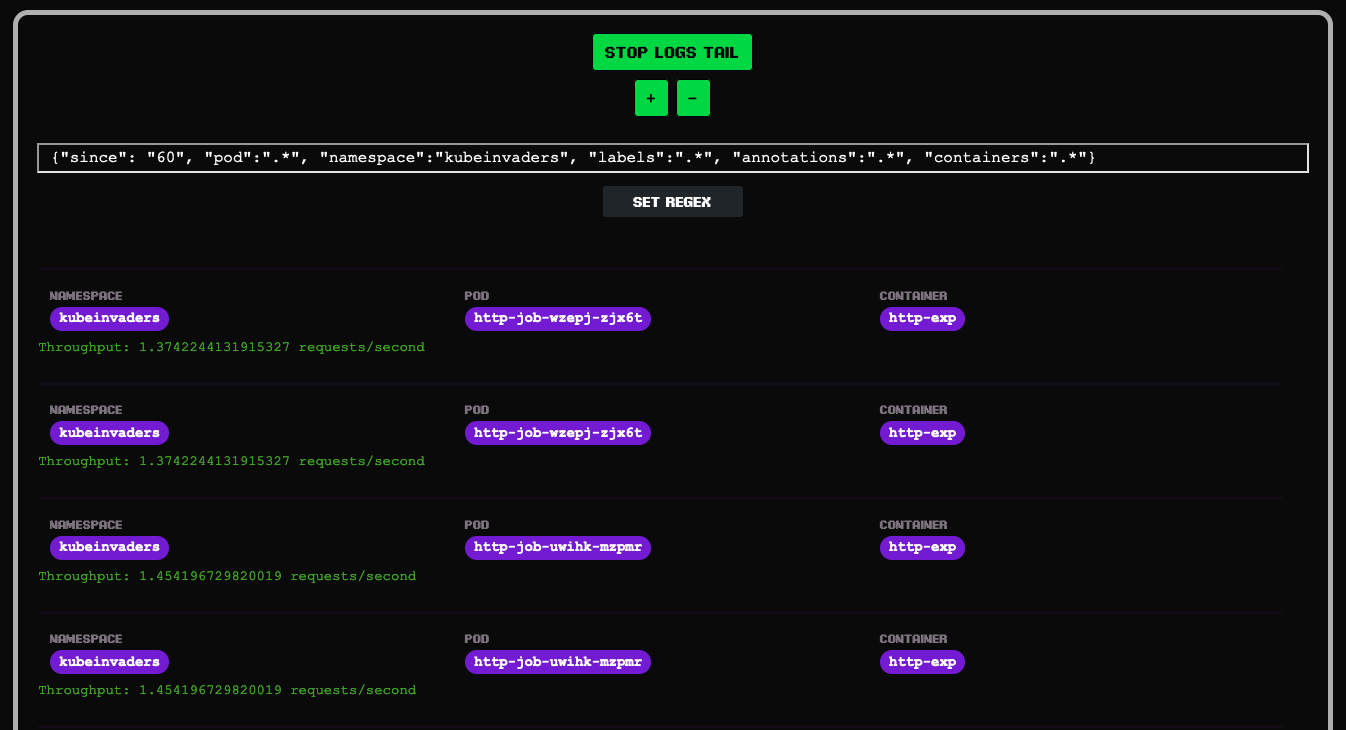 STOP LOGS TAIL
+ −
{"since": "60", "pod":".*", "namespace":"kubeinvaders", "labels":".*", "annotations":".*", "containers":".*"}
SET REGEX
NAMESPACE POD CONTAINER
kubeinvaders http-job-wzepj-zjx6t http-exp
Throughput: 1.3742244131915327 requests/second
NAMESPACE POD CONTAINER
kubeinvaders http-job-wzepj-zjx6t http-exp
Throughput: 1.3742244131915327 requests/second
NAMESPACE POD CONTAINER
kubeinvaders http-job-uwihk-mzpmr http-exp
Throughput: 1.454196729820019 requests/second
NAMESPACE POD CONTAINER
kubeinvaders http-job-uwihk-mzpmr http-exp
Throughput: 1.454196729820019 requests/second